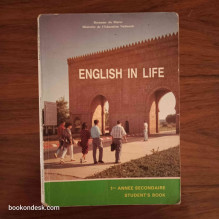 Royaume du Maroc
Ministère de l'Education Nationale
ENGLISH IN LIFE
1re ANNÉE SECONDAIRE
STUDENT'S BOOK
bookondesk.com